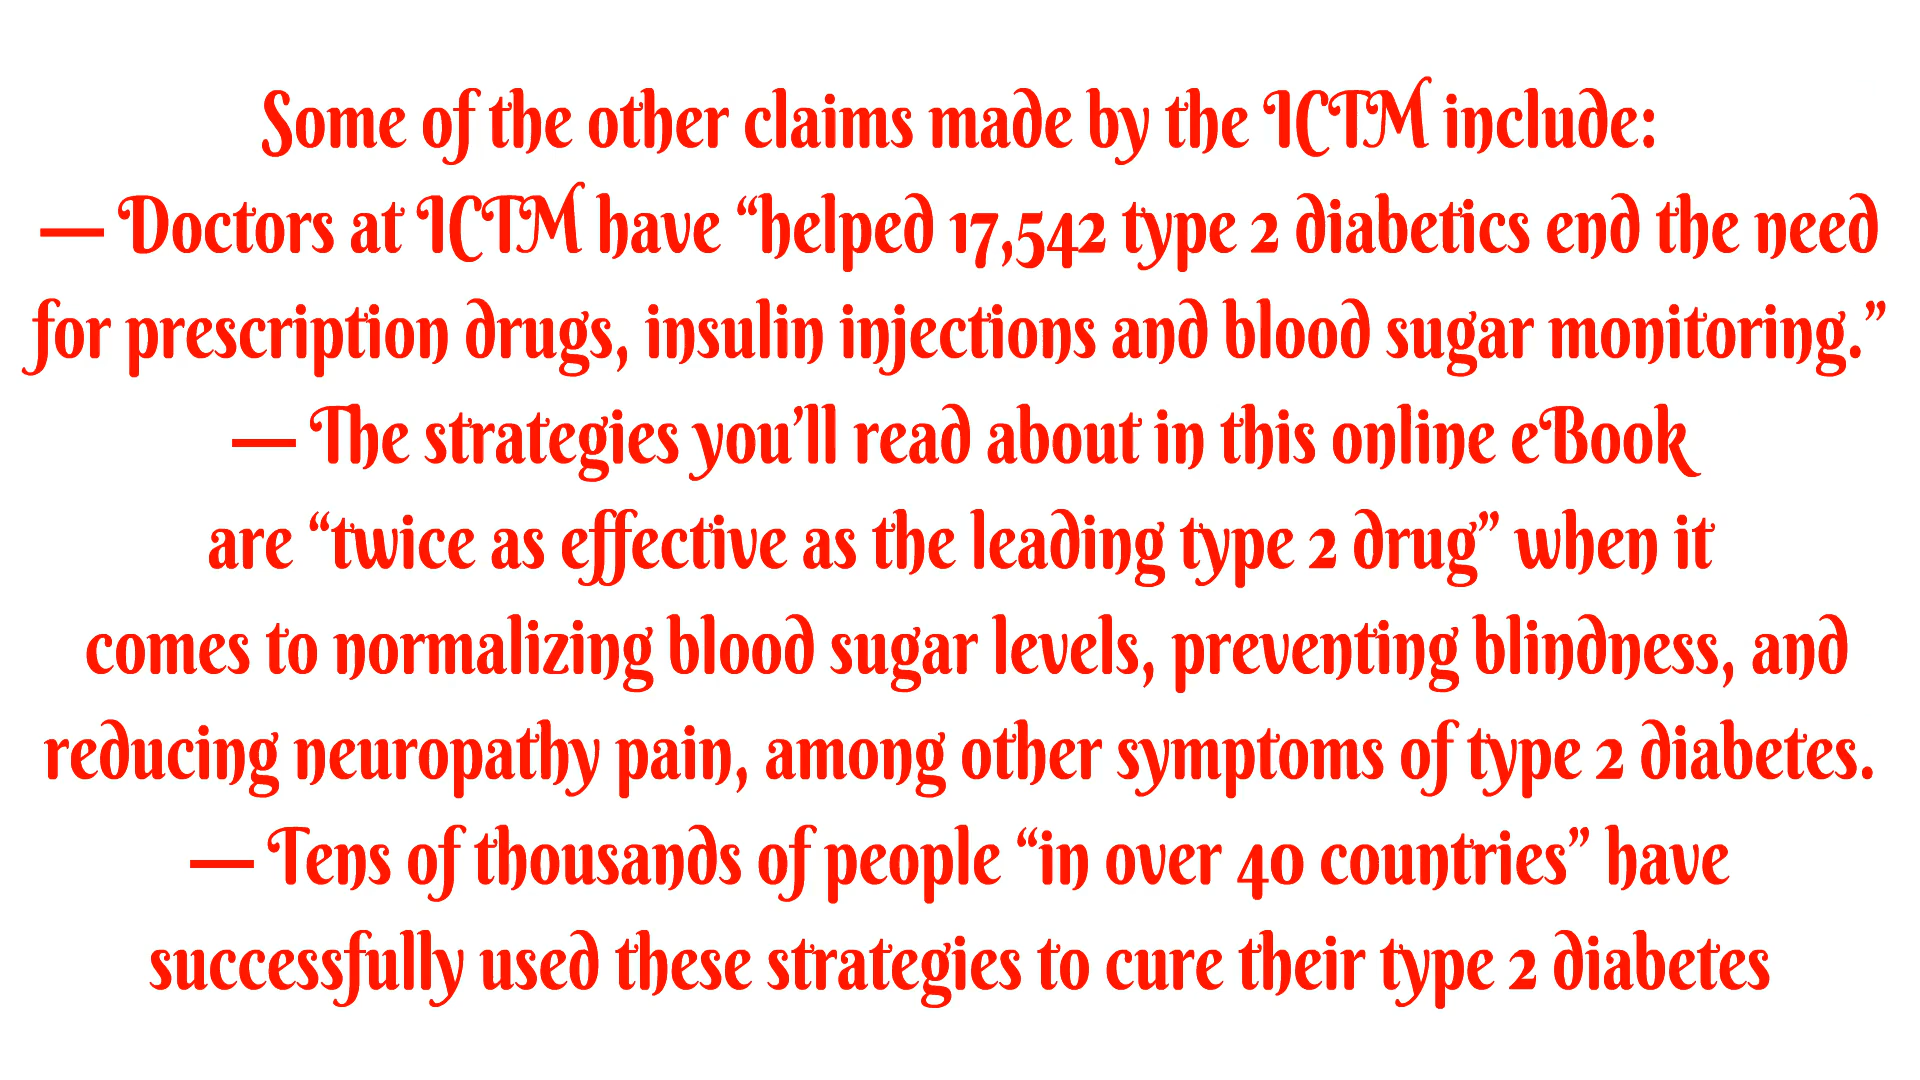 Some of the other claims made by the ICTM include:
— Doctors at ICTM have “helped 17,542 type 2 diabetics end the need
for prescription drugs, insulin injections and blood sugar monitoring.”
— The strategies you’ll read about in this online eBook
are “twice as effective as the leading type 2 drug” when it
comes to normalizing blood sugar levels, preventing blindness, and
reducing neuropathy pain, among other symptoms of type 2 diabetes.
— Tens of thousands of people “in over 40 countries” have
successfully used these strategies to cure their type 2 diabetes